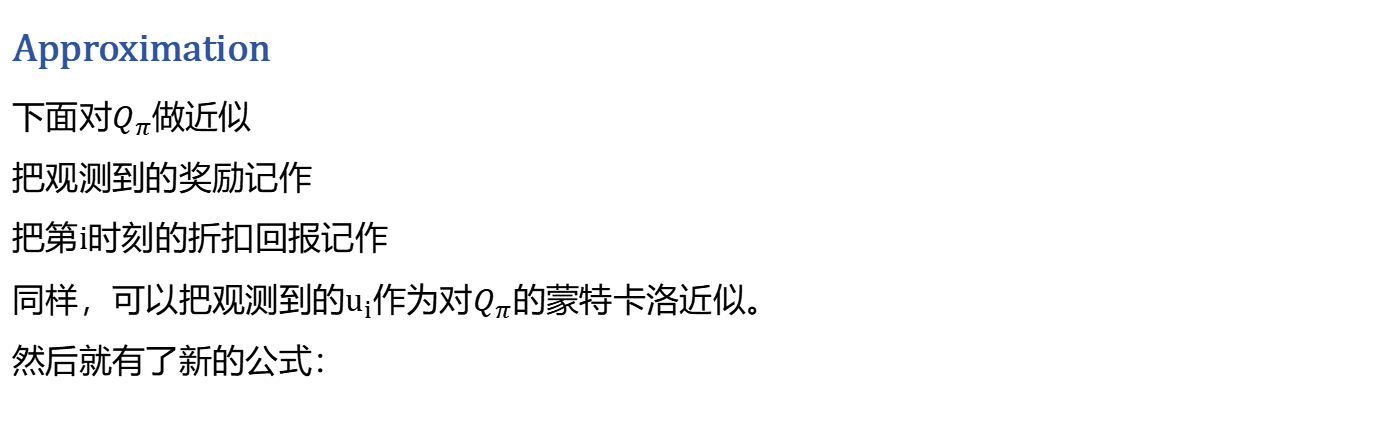 Approximation
下面对Qπ做近似
把观测到的奖励记作
把第i时刻的折扣回报记作
同样，可以把观测到的uᵢ作为对Qπ的蒙特卡洛近似。
然后就有了新的公式：